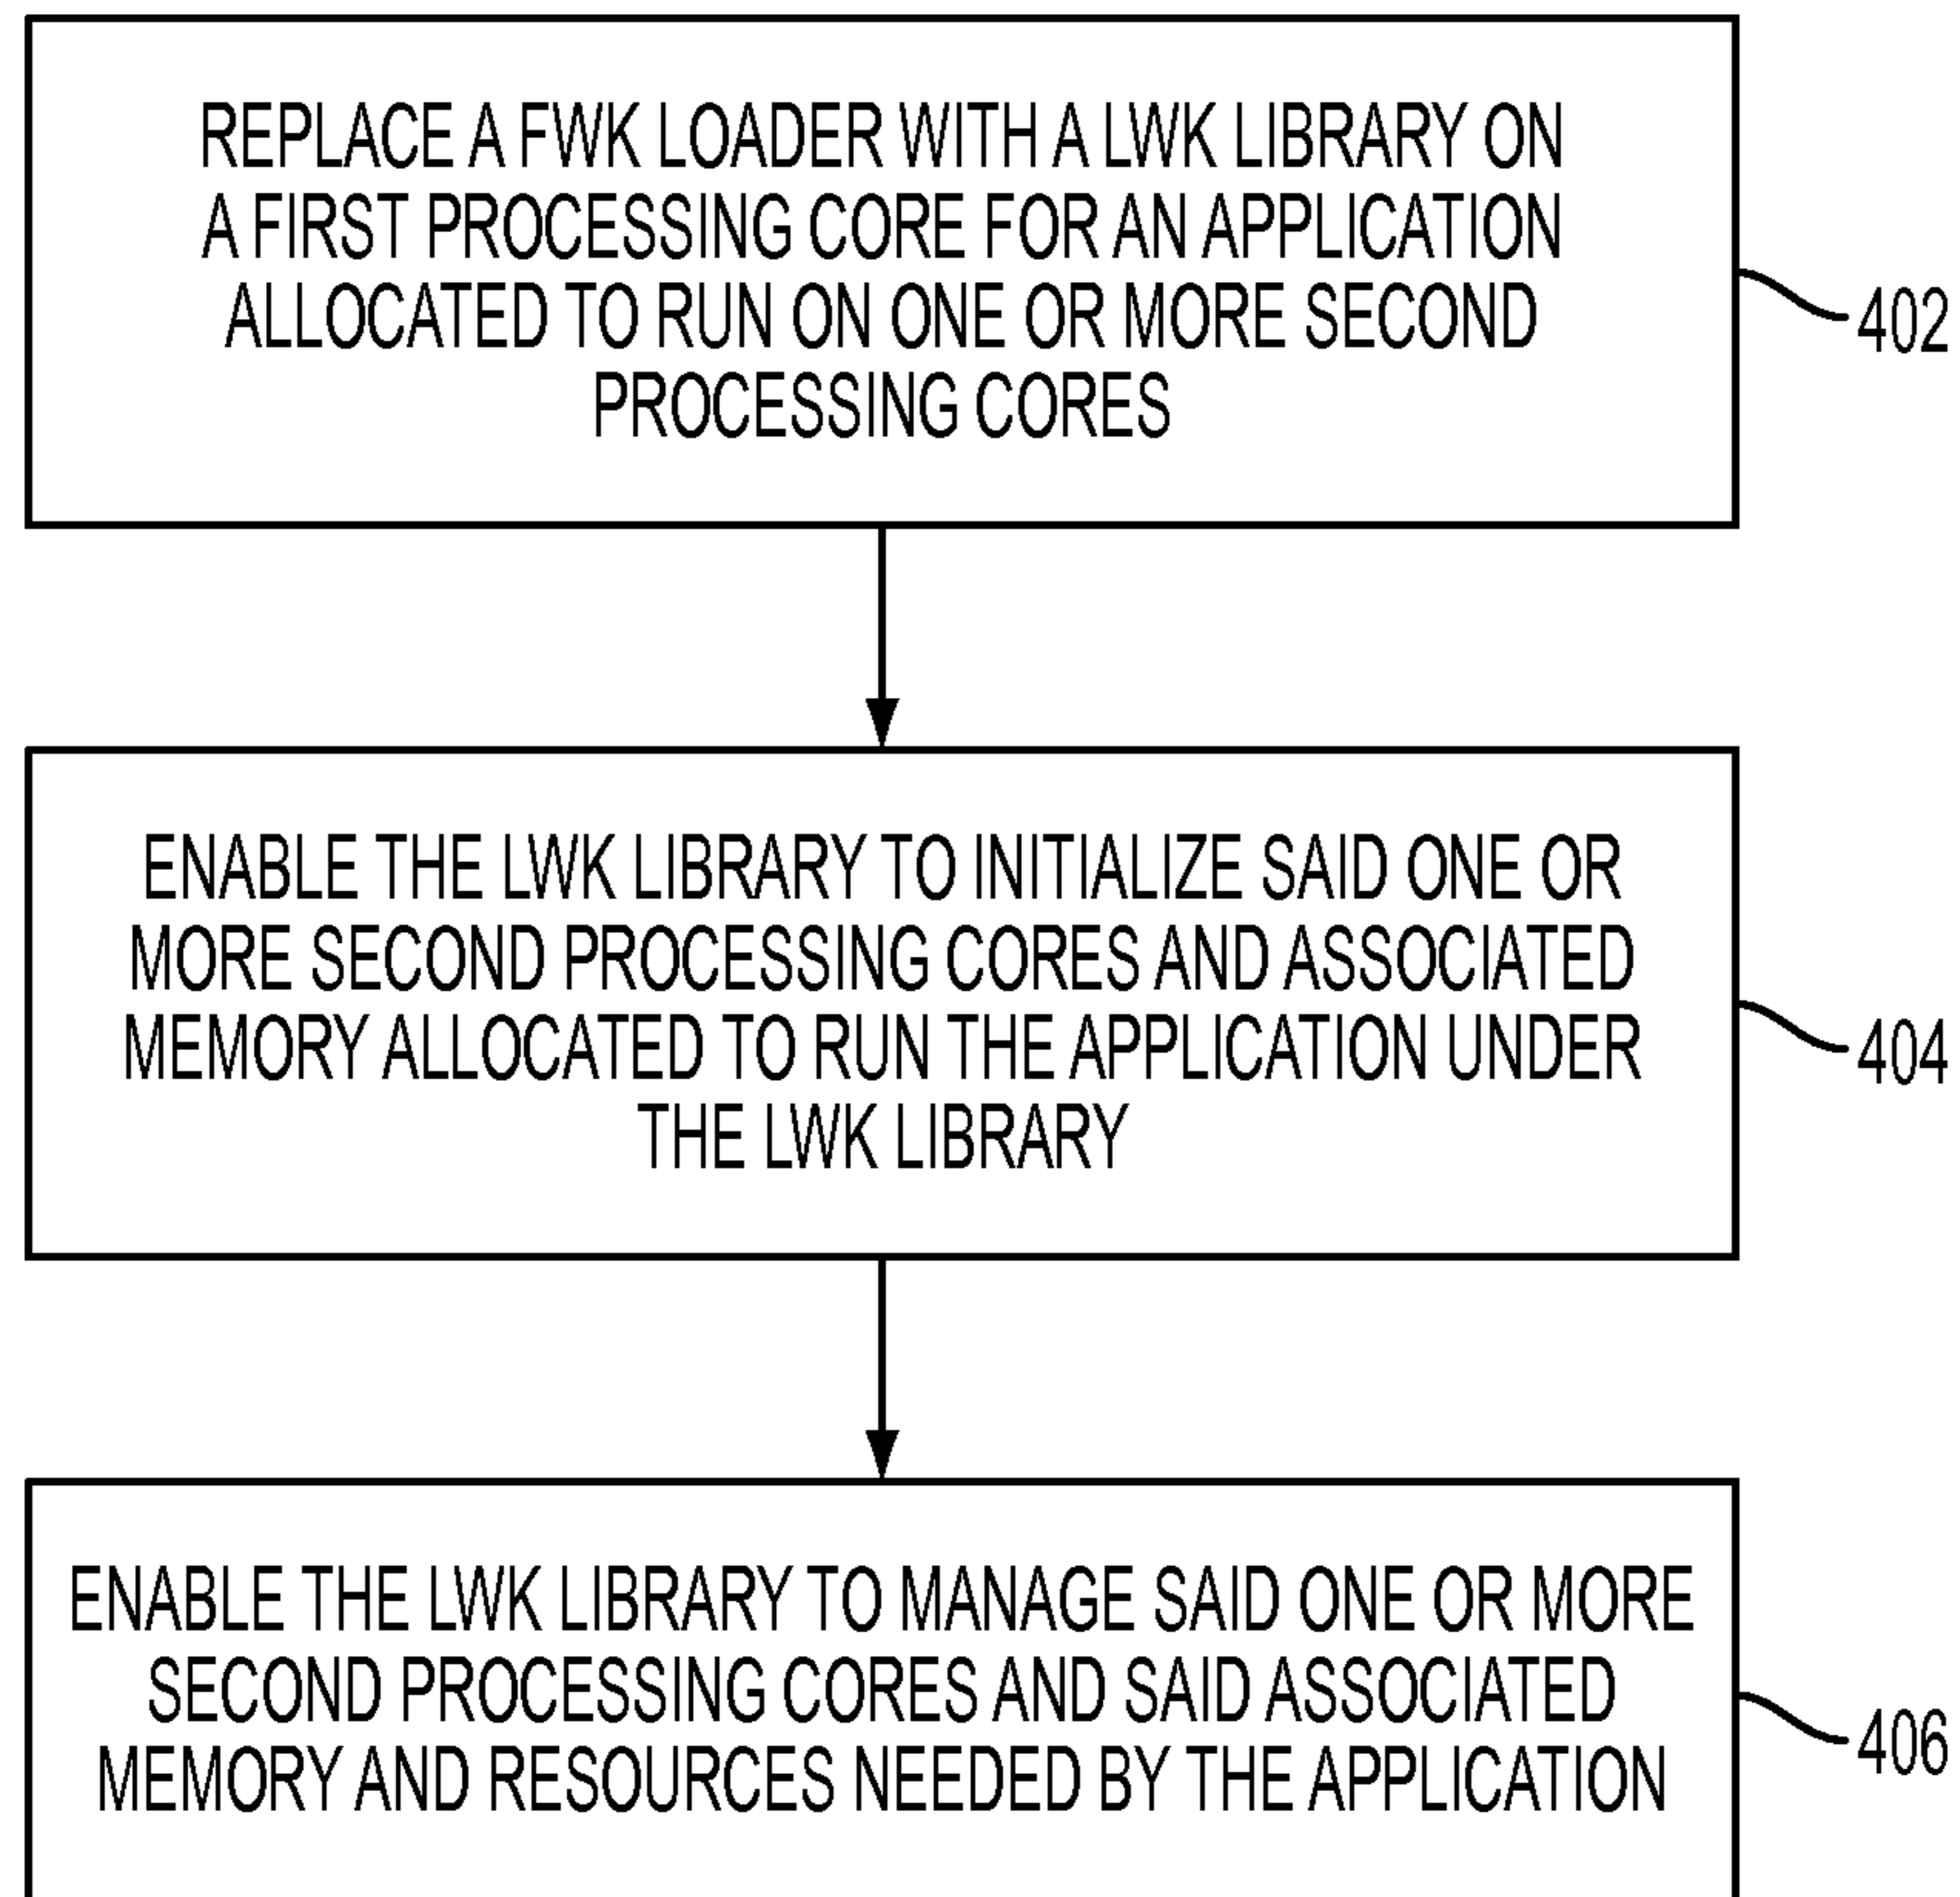 REPLACE A FWK LOADER WITH A LWK LIBRARY ON
A FIRST PROCESSING CORE FOR AN APPLICATION
ALLOCATED TO RUN ON ONE OR MORE SECOND
PROCESSING CORES
402
ENABLE THE LWK LIBRARY TO INITIALIZE SAID ONE OR
MORE SECOND PROCESSING CORES AND ASSOCIATED
MEMORY ALLOCATED TO RUN THE APPLICATION UNDER
THE LWK LIBRARY
404
ENABLE THE LWK LIBRARY TO MANAGE SAID ONE OR MORE
SECOND PROCESSING CORES AND SAID ASSOCIATED
MEMORY AND RESOURCES NEEDED BY THE APPLICATION
406